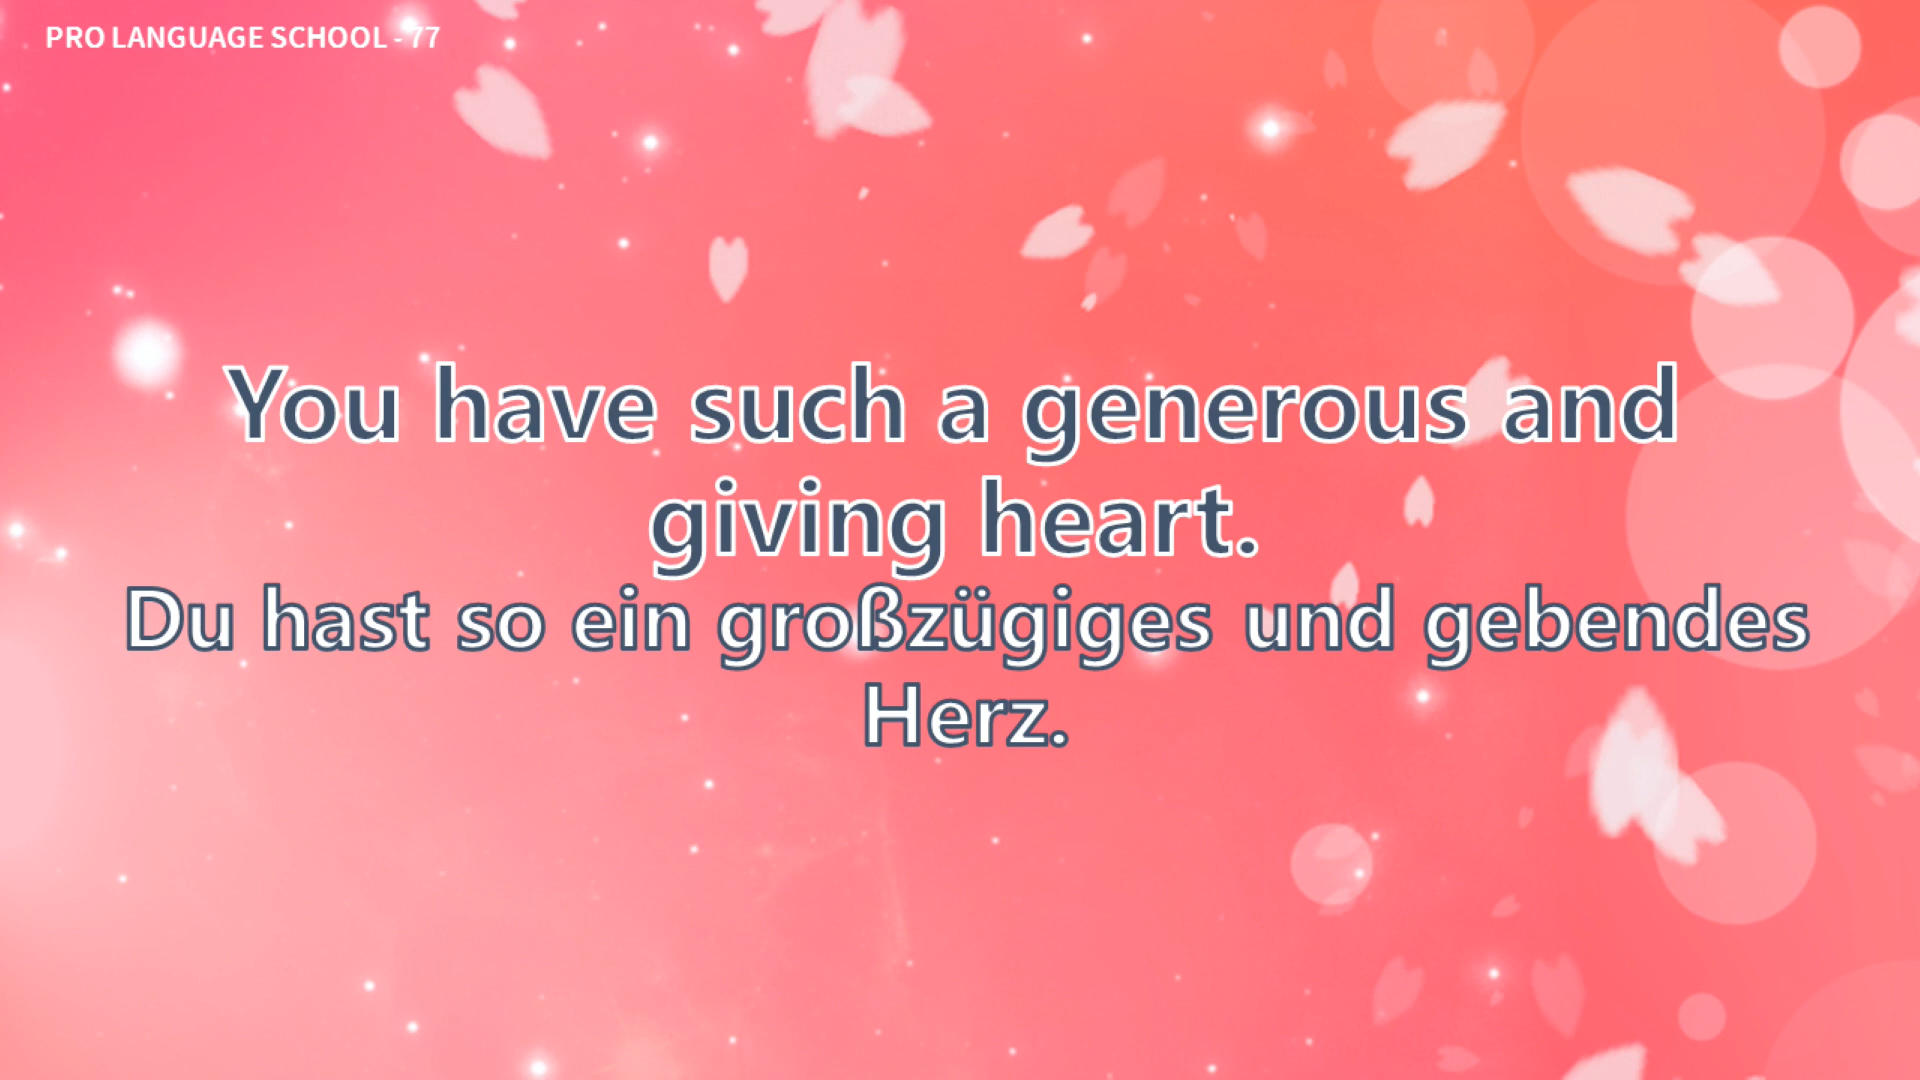 PRO LANGUAGE SCHOOL - 77
You have such a generous and
giving heart.
Du hast so ein großzügiges und gebendes
Herz.